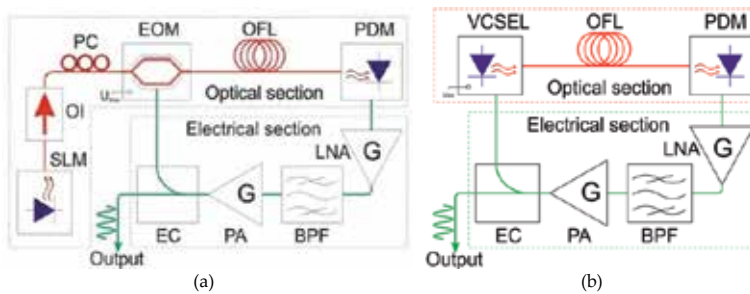 PC
EOM
OFL
PDM
OI
Optical section
SLM
Electrical section
LNA
G
G
EC
PA
BPF
Output
(a)
VCSEL
OFL
PDM
Optical section
Electrical section
LNA
G
G
EC
PA
BPF
Output
(b)